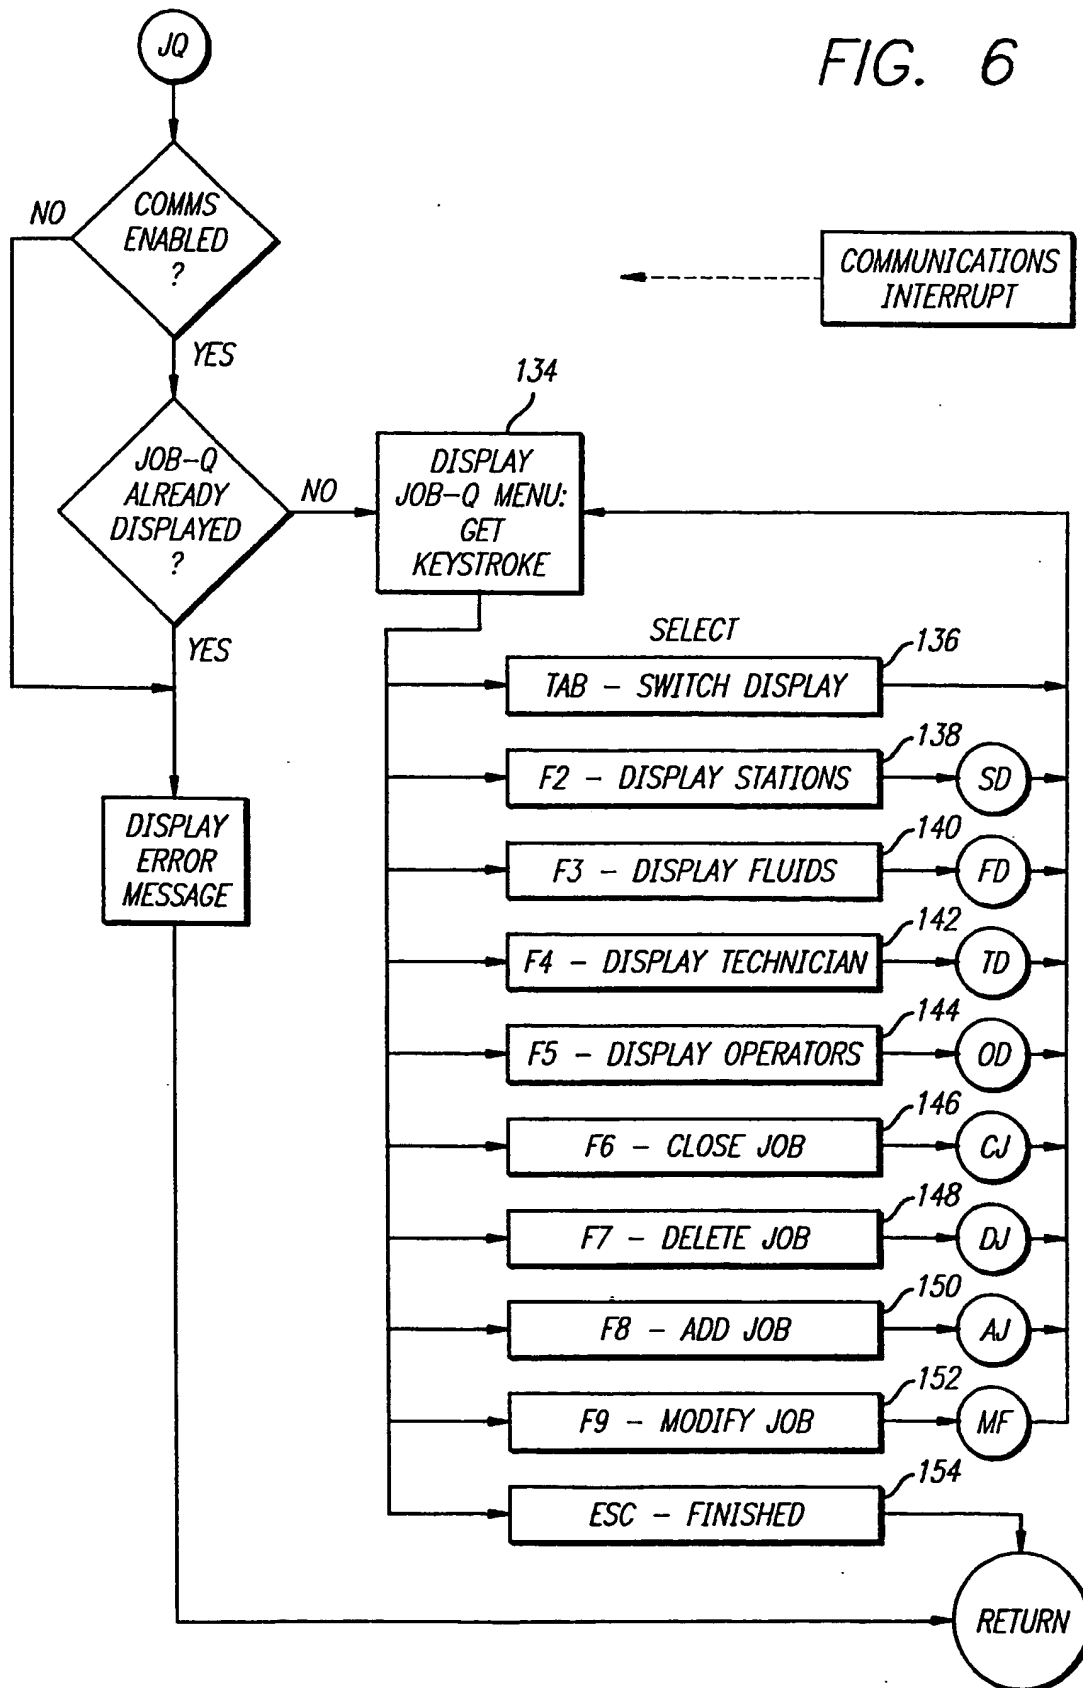 JQ
FIG. 6
COMMS
ENABLED
?
NO
YES
COMMUNICATIONS
INTERRUPT
134
JOB-Q
ALREADY
DISPLAYED
?
NO
YES
DISPLAY
JOB-Q MENU:
GET
KEYSTROKE
SELECT
136
TAB - SWITCH DISPLAY
138
F2 - DISPLAY STATIONS
SD
DISPLAY
ERROR
MESSAGE
140
F3 - DISPLAY FLUIDS
FD
142
F4 - DISPLAY TECHNICIAN
TD
144
F5 - DISPLAY OPERATORS
OD
146
F6 - CLOSE JOB
CJ
148
F7 - DELETE JOB
DJ
150
F8 - ADD JOB
AJ
152
F9 - MODIFY JOB
MF
154
ESC - FINISHED
RETURN